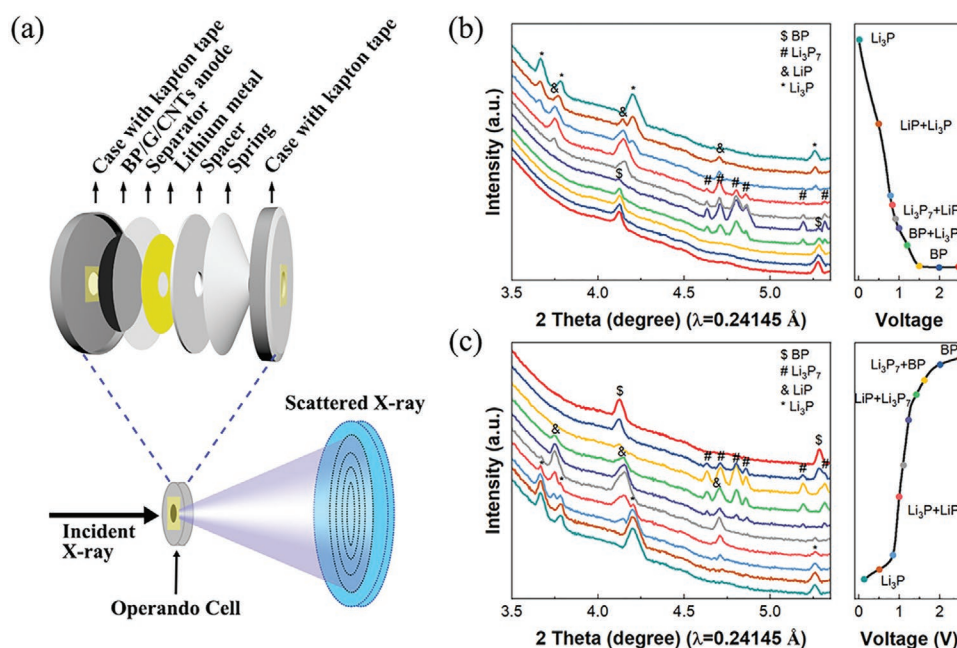 (a)
Case with kapton tape
BP/G/CNTs anode
Separator
Lithium metal
Spacer
Spring
Case with kapton tape
Scattered X-ray
Incident
X-ray
Operando Cell
(b)
Intensity (a.u.)
$ BP
# Li₃P₇
& LiP
* Li₃P
* & * & * & *
$ # # # # # $ #
3.5 4.0 4.5 5.0
2 Theta (degree) (λ=0.24145 Å)
Li₃P
LiP+Li₃P
Li₃P₇+LiP
BP+Li₃P
BP
0 1 2
Voltage
(c)
Intensity (a.u.)
$ BP
# Li₃P₇
& LiP
* Li₃P
$ $
& & # # # # # #
* * & * *
3.5 4.0 4.5 5.0
2 Theta (degree) (λ=0.24145 Å)
BP
Li₃P₇+BP
LiP+Li₃P₇
Li₃P+LiP
Li₃P
0 1 2
Voltage (V)